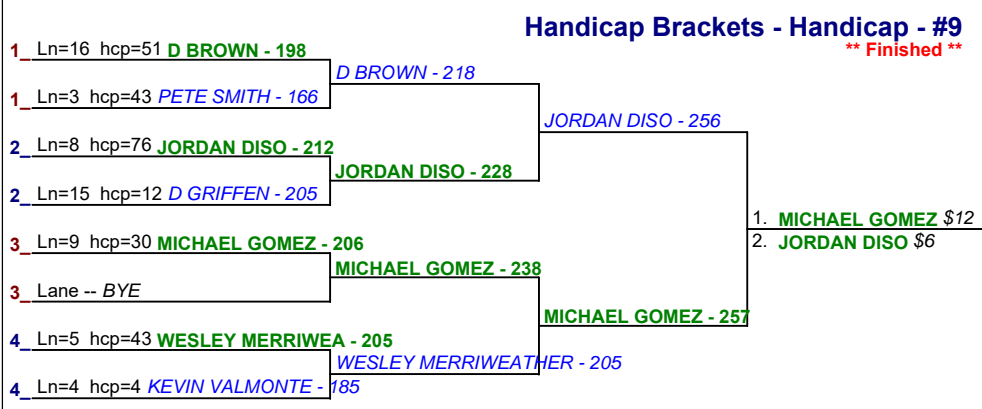 Handicap Brackets - Handicap - #9
** Finished **
1_ Ln=16 hcp=51 D BROWN - 198
D BROWN - 218
1_ Ln=3 hcp=43 PETE SMITH - 166
JORDAN DISO - 256
2_ Ln=8 hcp=76 JORDAN DISO - 212
JORDAN DISO - 228
2_ Ln=15 hcp=12 D GRIFFEN - 205
1. MICHAEL GOMEZ $12
2. JORDAN DISO $6
3_ Ln=9 hcp=30 MICHAEL GOMEZ - 206
MICHAEL GOMEZ - 238
3_ Lane -- BYE
MICHAEL GOMEZ - 257
4_ Ln=5 hcp=43 WESLEY MERRIWEA - 205
WESLEY MERRIWEATHER - 205
4_ Ln=4 hcp=4 KEVIN VALMONTE - 185